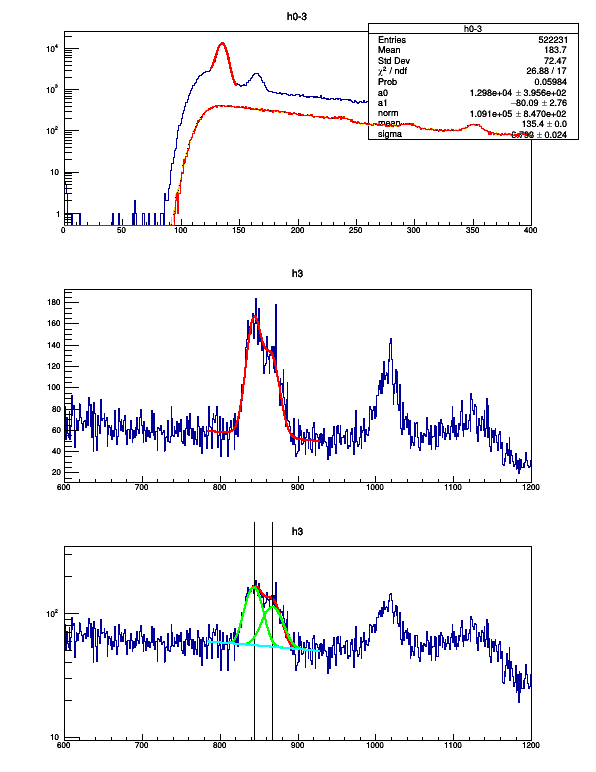 h0-3
h0-3
Entries 522231
Mean 183.7
Std Dev 72.47
χ² / ndf 26.88 / 17
Prob 0.05984
a0 1.298e+04 ± 3.956e+02
a1 −80.09 ± 2.76
norm 1.091e+05 ± 8.470e+02
mean 135.4 ± 0.0
sigma ± 0.024
10⁴
10³
10²
10
1
0 50 100 150 200 250 300 350 400
h3
180
160
140
120
100
80
60
40
20
600 700 800 900 1000 1100 1200
h3
10²
10
600 700 800 900 1000 1100 1200